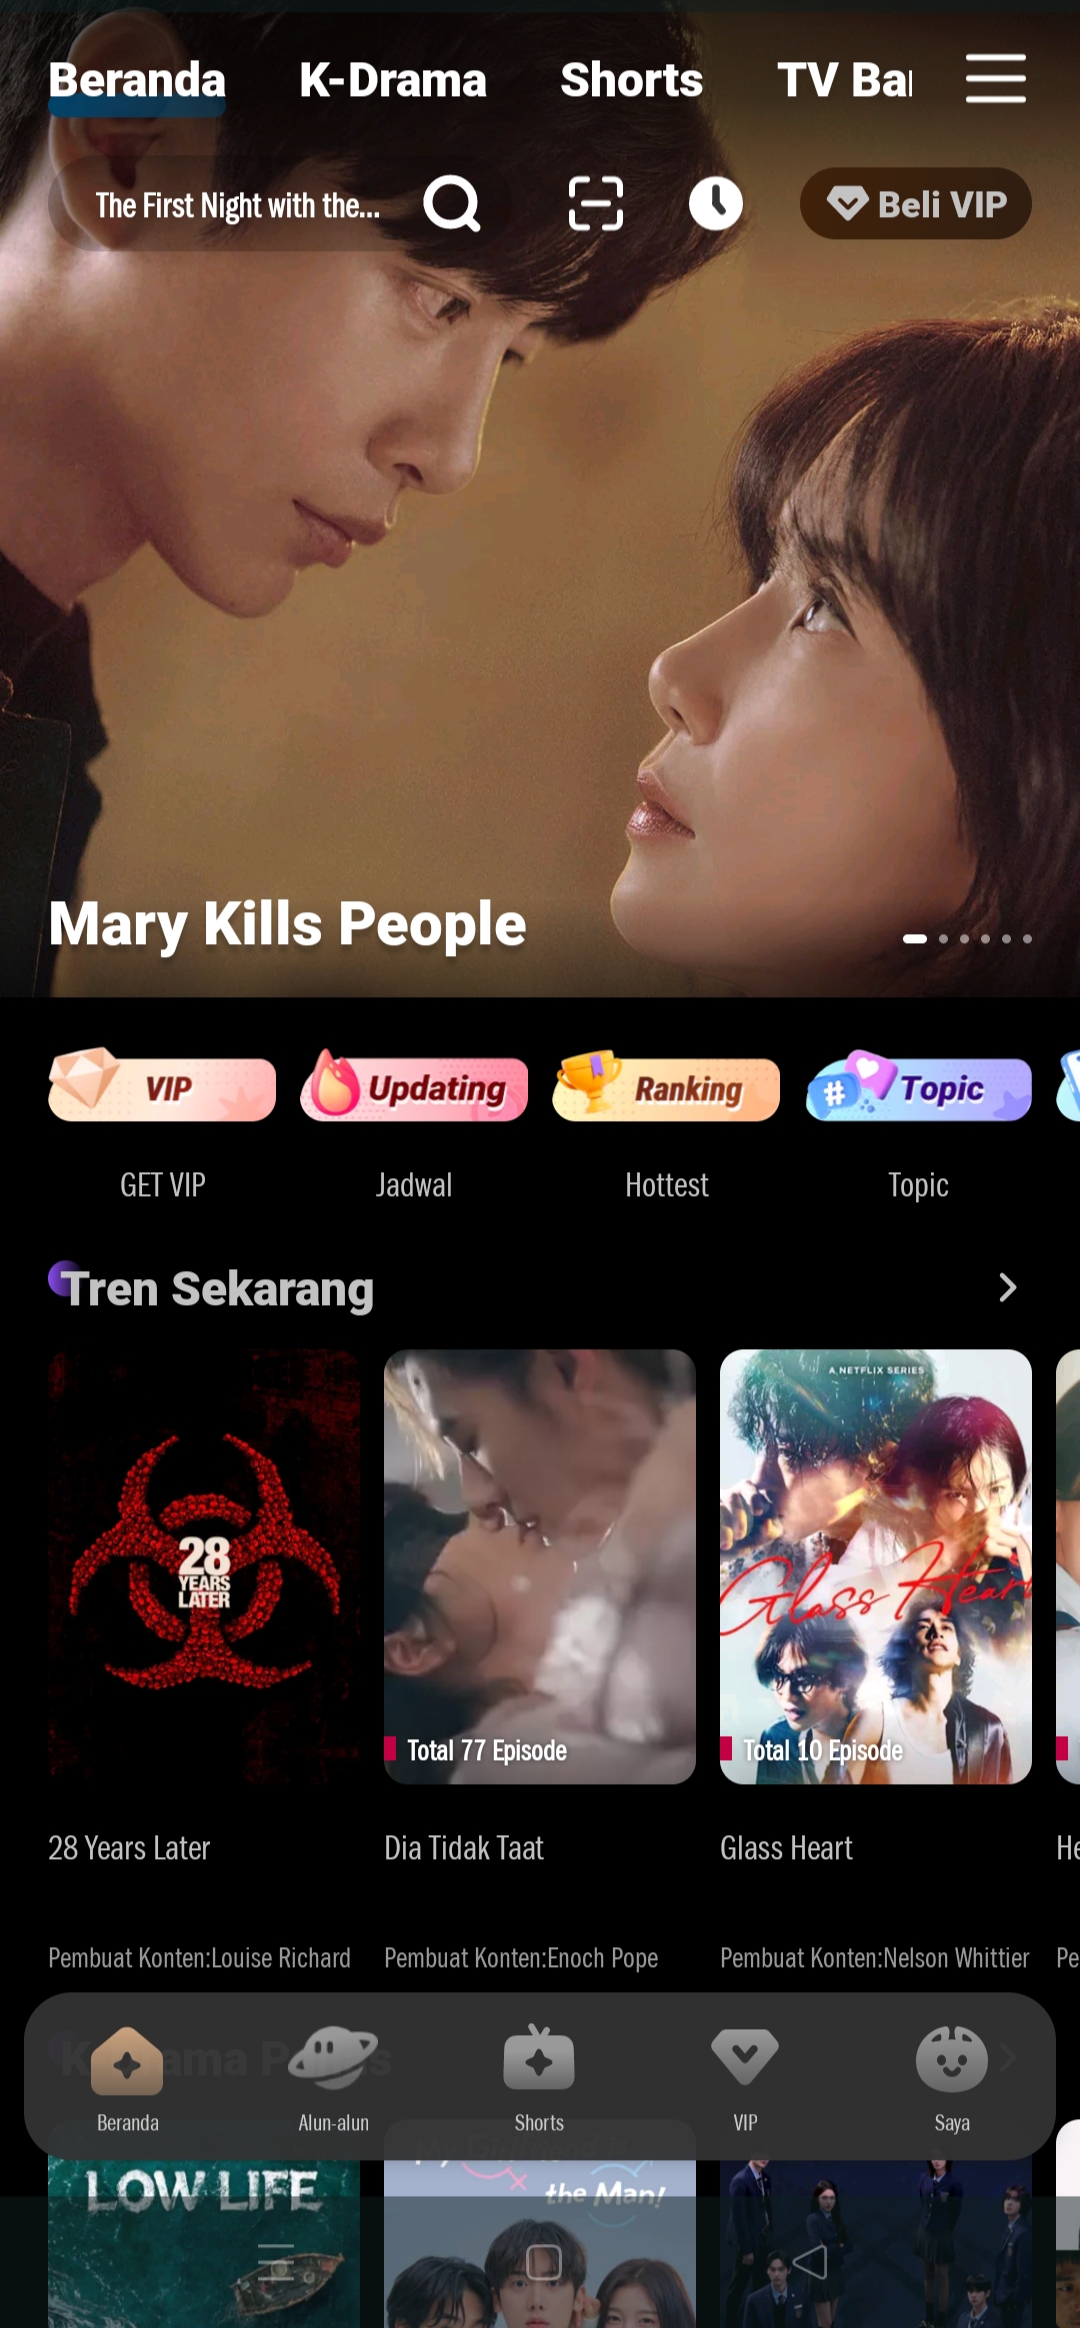 Beranda K-Drama Shorts TV
The First Night with the...
Beli VIP
Mary Kills People
VIP Updating Ranking # Topic
GET VIP Jadwal Hottest Topic
Tren Sekarang
28
YEARS
LATER
Total 77 Episode
A NETFLIX SERIES
Glass Heart
Total 10 Episode
28 Years Later Dia Tidak Taat Glass Heart
Pembuat Konten:Louise Richard Pembuat Konten:Enoch Pope Pembuat Konten:Nelson Whittier
Beranda Alun-alun Shorts VIP Saya
LOW LIFE
My Girlfriend is
the Man!